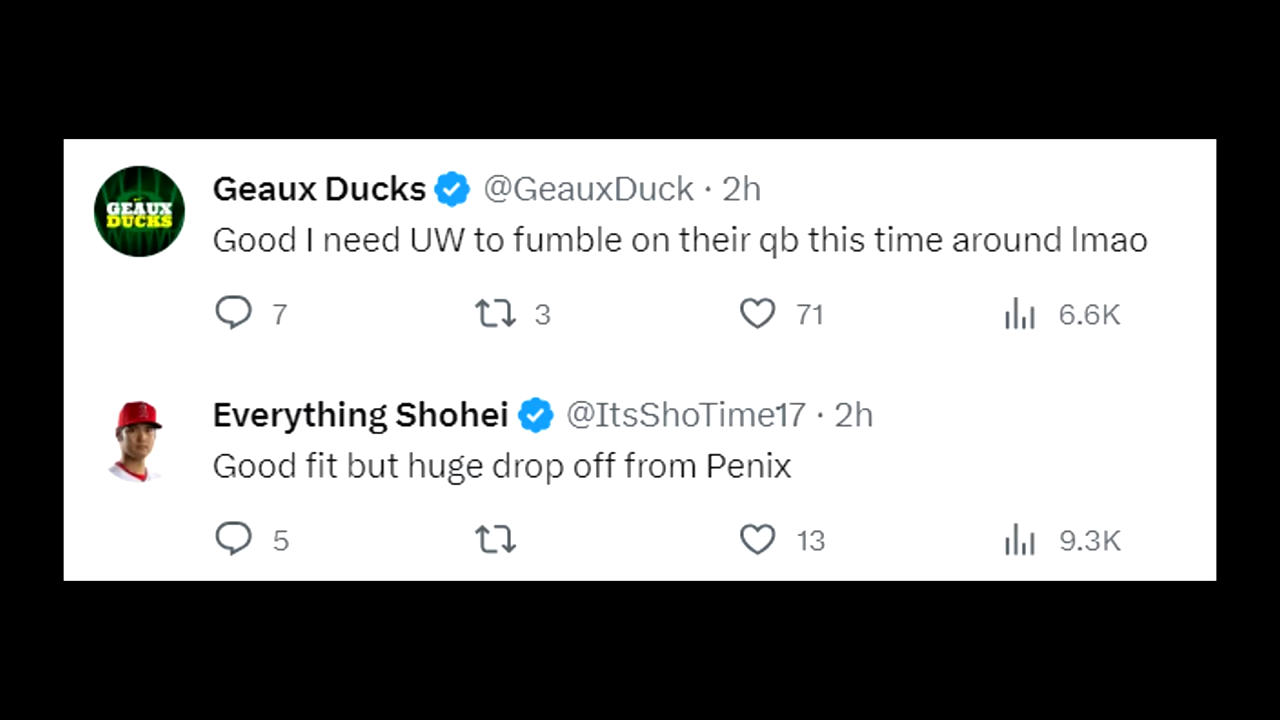 GEAUX
DUCKS
Geaux Ducks @GeauxDuck · 2h
Good I need UW to fumble on their qb this time around lmao
7 3 71 6.6K
Everything Shohei @ItsShoTime17 · 2h
Good fit but huge drop off from Penix
5 13 9.3K